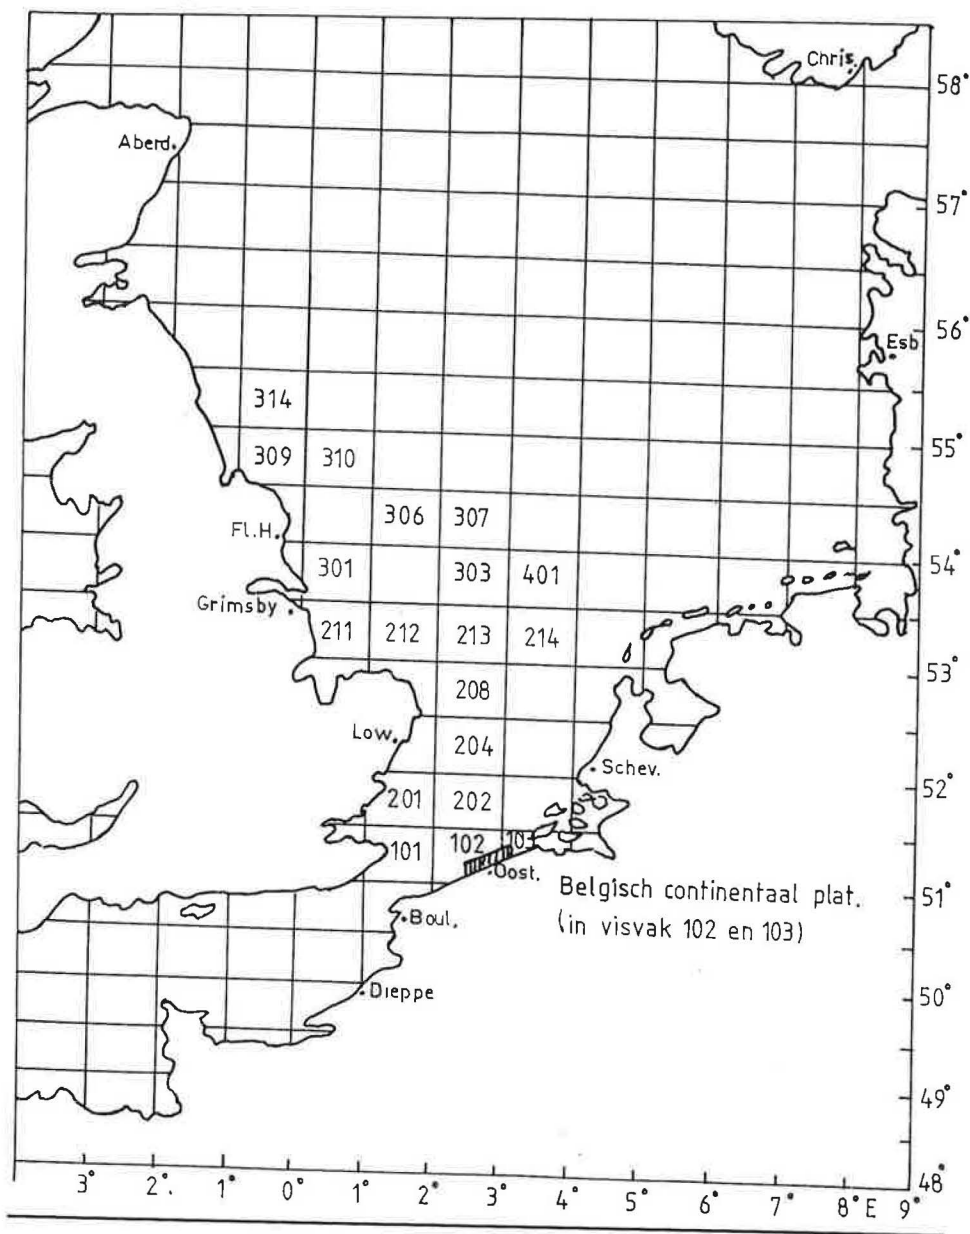 Chris.
58°
Aberd.
57°
56°
Esb
314
55°
309 310
306 307
Fl.H.
54°
301 303 401
Grimsby
211 212 213 214
53°
208
Low.
204
Schev.
52°
201 202
102 103
101
Oost.
Belgisch continentaal plat.
51°
(in visvak 102 en 103)
Boul.
Dieppe
50°
49°
48°
3° 2° 1° 0° 1° 2° 3° 4° 5° 6° 7° 8° E 9°